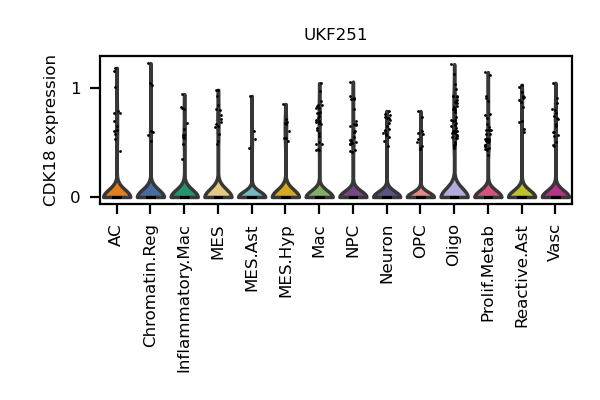 UKF251
CDK18 expression
1
0
AC
Chromatin.Reg
Inflammatory.Mac
MES
MES.Ast
MES.Hyp
Mac
NPC
Neuron
OPC
Oligo
Prolif.Metab
Reactive.Ast
Vasc